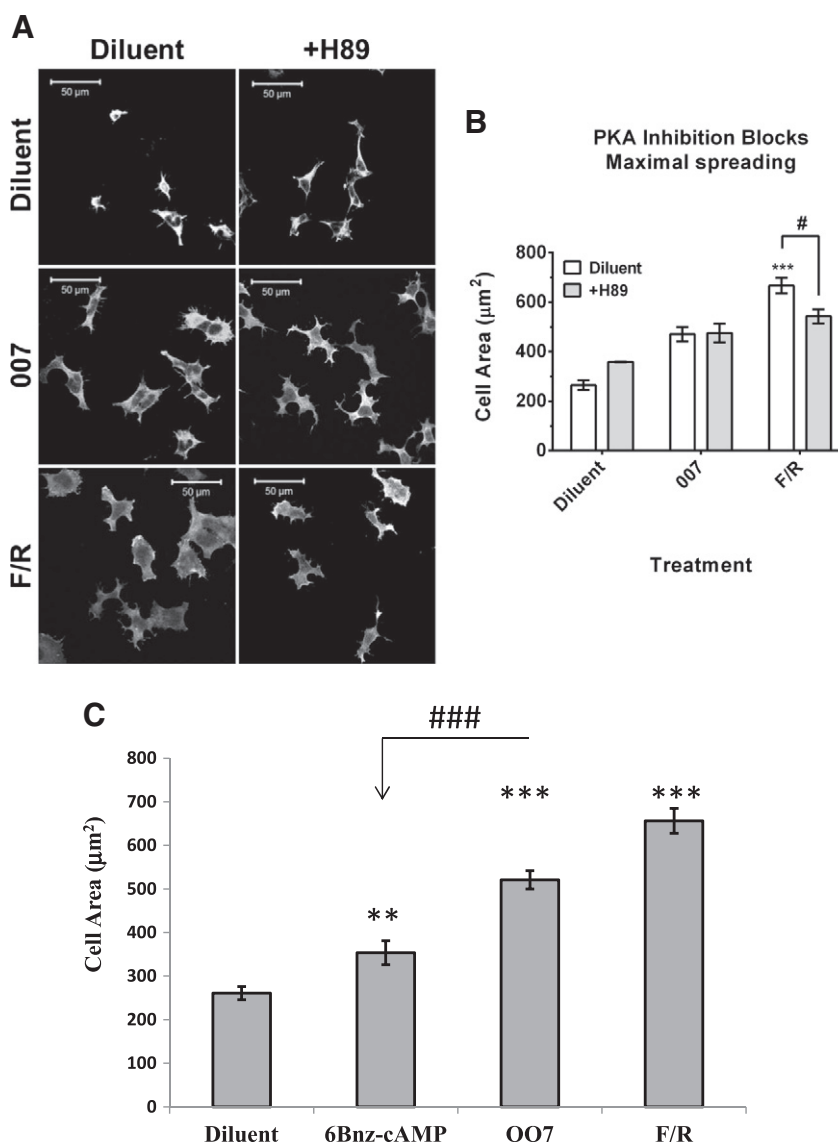 A
Diluent
+H89
Diluent
50 µm
50 µm
007
50 µm
50 µm
F/R
50 µm
50 µm
B
PKA Inhibition Blocks
Maximal spreading
#
***
Diluent
+H89
Cell Area (µm²)
800
600
400
200
0
Diluent
007
F/R
Treatment
C
###
***
***
**
Cell Area (µm²)
800
700
600
500
400
300
200
100
0
Diluent
6Bnz-cAMP
OO7
F/R